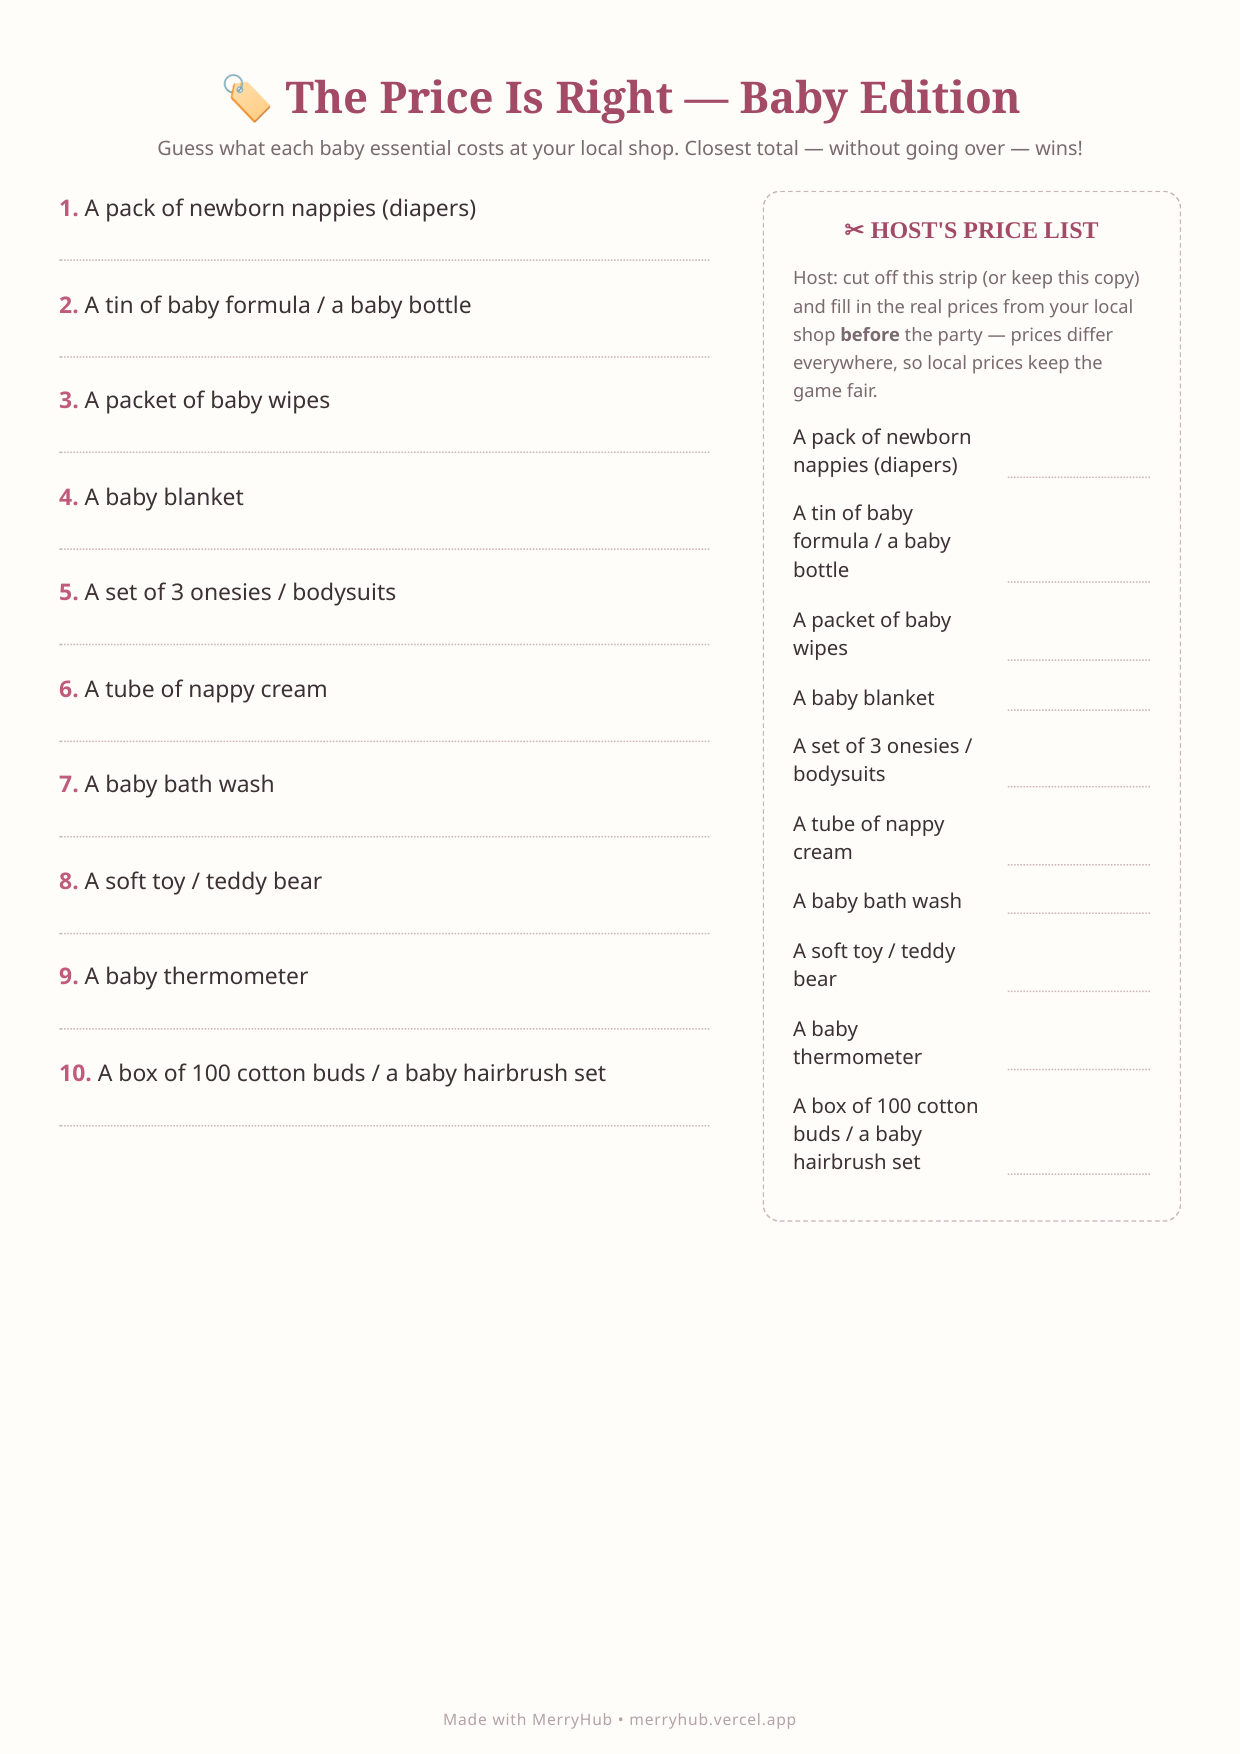 🏷️ The Price Is Right — Baby Edition
Guess what each baby essential costs at your local shop. Closest total — without going over — wins!
1. A pack of newborn nappies (diapers)
2. A tin of baby formula / a baby bottle
3. A packet of baby wipes
4. A baby blanket
5. A set of 3 onesies / bodysuits
6. A tube of nappy cream
7. A baby bath wash
8. A soft toy / teddy bear
9. A baby thermometer
10. A box of 100 cotton buds / a baby hairbrush set
✂ HOST'S PRICE LIST
Host: cut off this strip (or keep this copy)
and fill in the real prices from your local
shop before the party — prices differ
everywhere, so local prices keep the
game fair.
A pack of newborn
nappies (diapers)
A tin of baby
formula / a baby
bottle
A packet of baby
wipes
A baby blanket
A set of 3 onesies /
bodysuits
A tube of nappy
cream
A baby bath wash
A soft toy / teddy
bear
A baby
thermometer
A box of 100 cotton
buds / a baby
hairbrush set
Made with MerryHub • merryhub.vercel.app